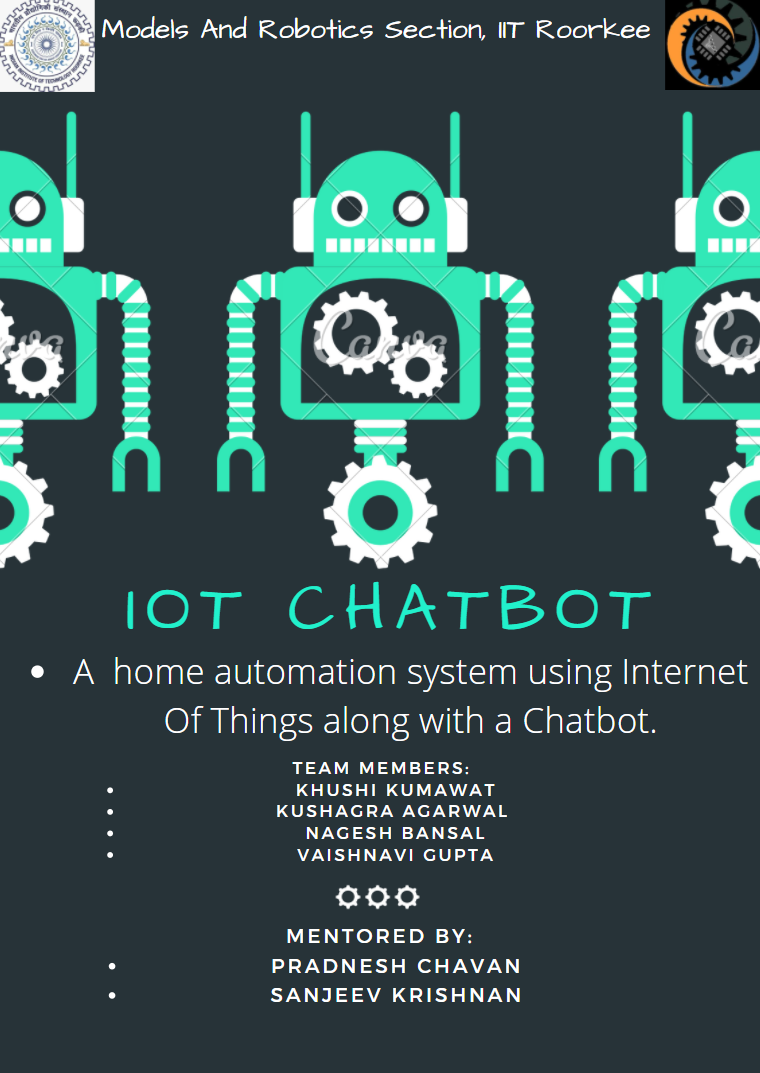 Models And Robotics Section, IIT Roorkee
Canva
IOT CHATBOT
• A home automation system using Internet
Of Things along with a Chatbot.
TEAM MEMBERS:
• KHUSHI KUMAWAT
• KUSHAGRA AGARWAL
• NAGESH BANSAL
• VAISHNAVI GUPTA
MENTORED BY:
• PRADNESH CHAVAN
• SANJEEV KRISHNAN